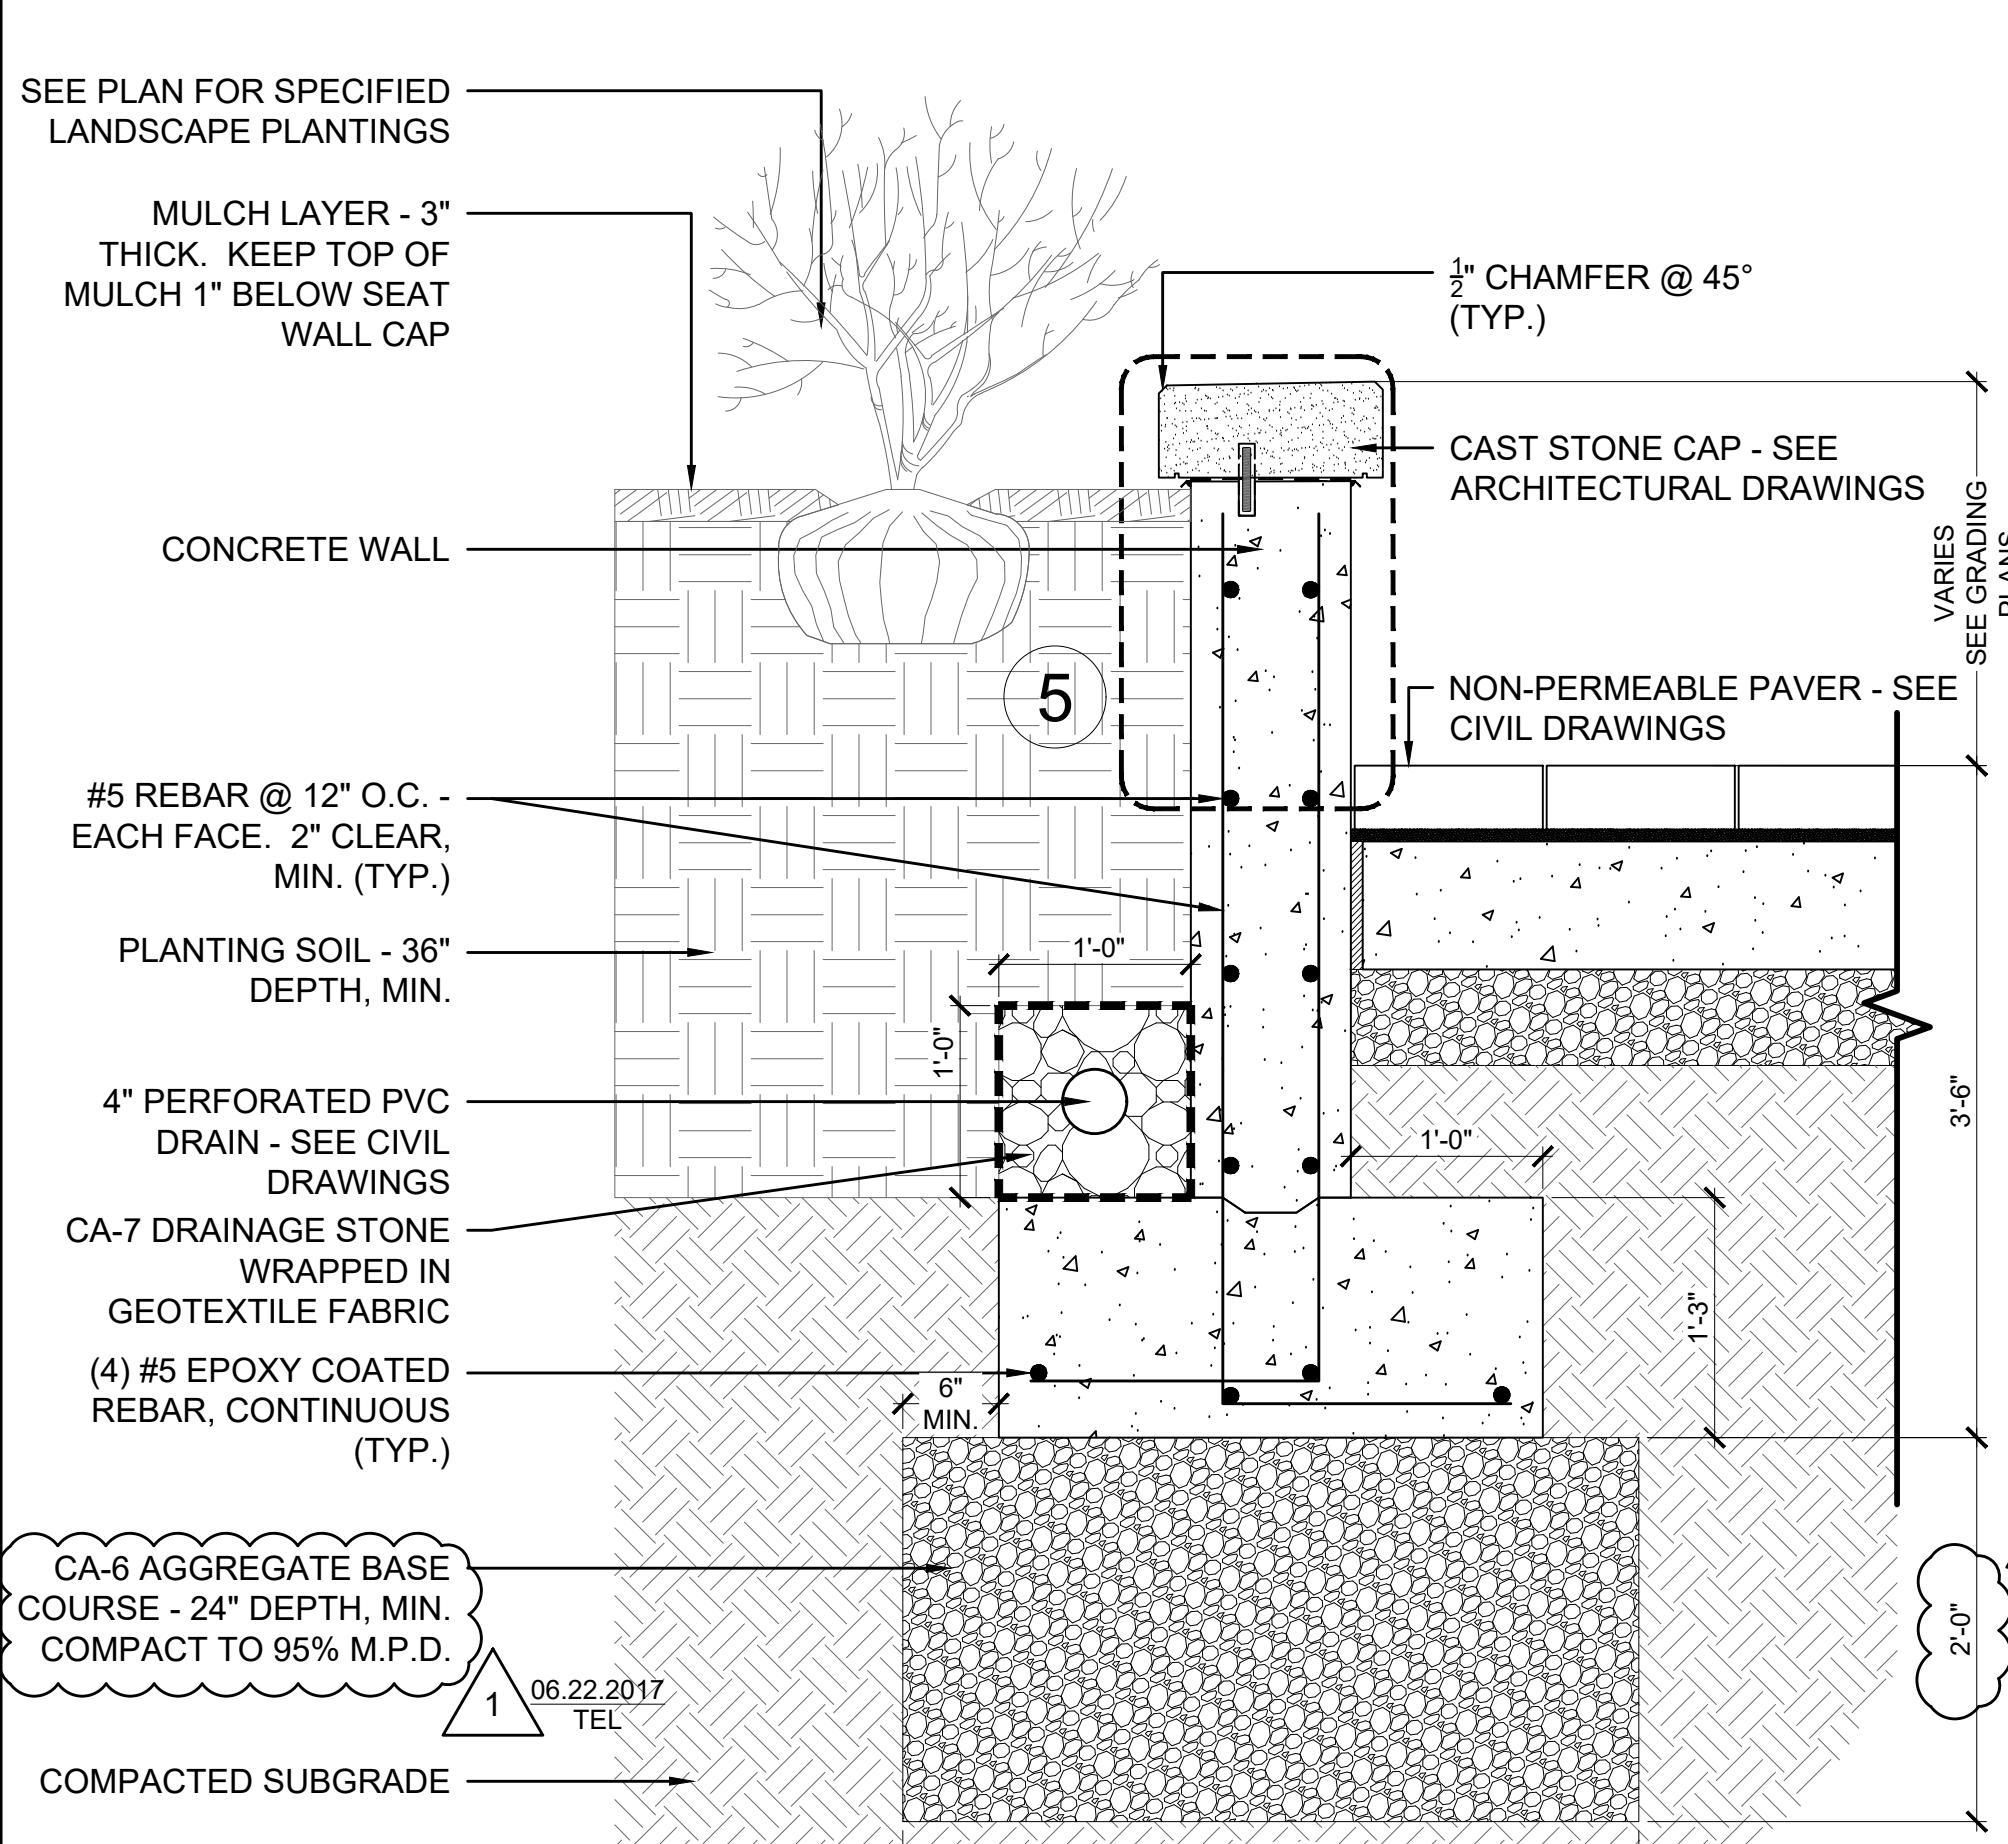 SEE PLAN FOR SPECIFIED
LANDSCAPE PLANTINGS
MULCH LAYER - 3"
THICK. KEEP TOP OF
MULCH 1" BELOW SEAT
WALL CAP
CONCRETE WALL
#5 REBAR @ 12" O.C. -
EACH FACE. 2" CLEAR,
MIN. (TYP.)
PLANTING SOIL - 36"
DEPTH, MIN.
4" PERFORATED PVC
DRAIN - SEE CIVIL
DRAWINGS
CA-7 DRAINAGE STONE
WRAPPED IN
GEOTEXTILE FABRIC
(4) #5 EPOXY COATED
REBAR, CONTINUOUS
(TYP.)
CA-6 AGGREGATE BASE
COURSE - 24" DEPTH, MIN.
COMPACT TO 95% M.P.D.
1
06.22.2017
TEL
COMPACTED SUBGRADE
5
1'-0"
1'-0"
6"
MIN.
½" CHAMFER @ 45°
(TYP.)
CAST STONE CAP - SEE
ARCHITECTURAL DRAWINGS
NON-PERMEABLE PAVER - SEE
CIVIL DRAWINGS
1'-0"
1'-3"
VARIES
SEE GRADING
PLANS
3'-6"
2'-0"